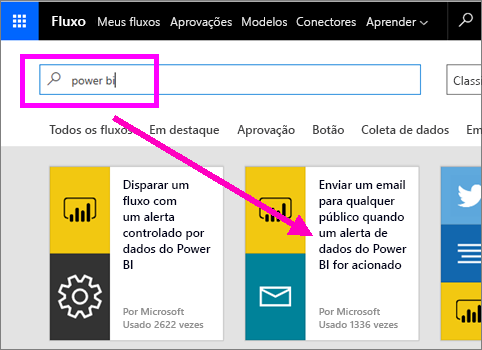 Fluxo Meus fluxos Aprovações Modelos Conectores Aprender
power bi
Class
Todos os fluxos Em destaque Aprovação Botão Coleta de dados Em
Disparar um
fluxo com
um alerta
controlado por
dados do Power
BI
Por Microsoft
Usado 2622 vezes
Enviar um email
para qualquer
público quando
um alerta de
dados do Power
BI for acionado
Por Microsoft
Usado 1336 vezes